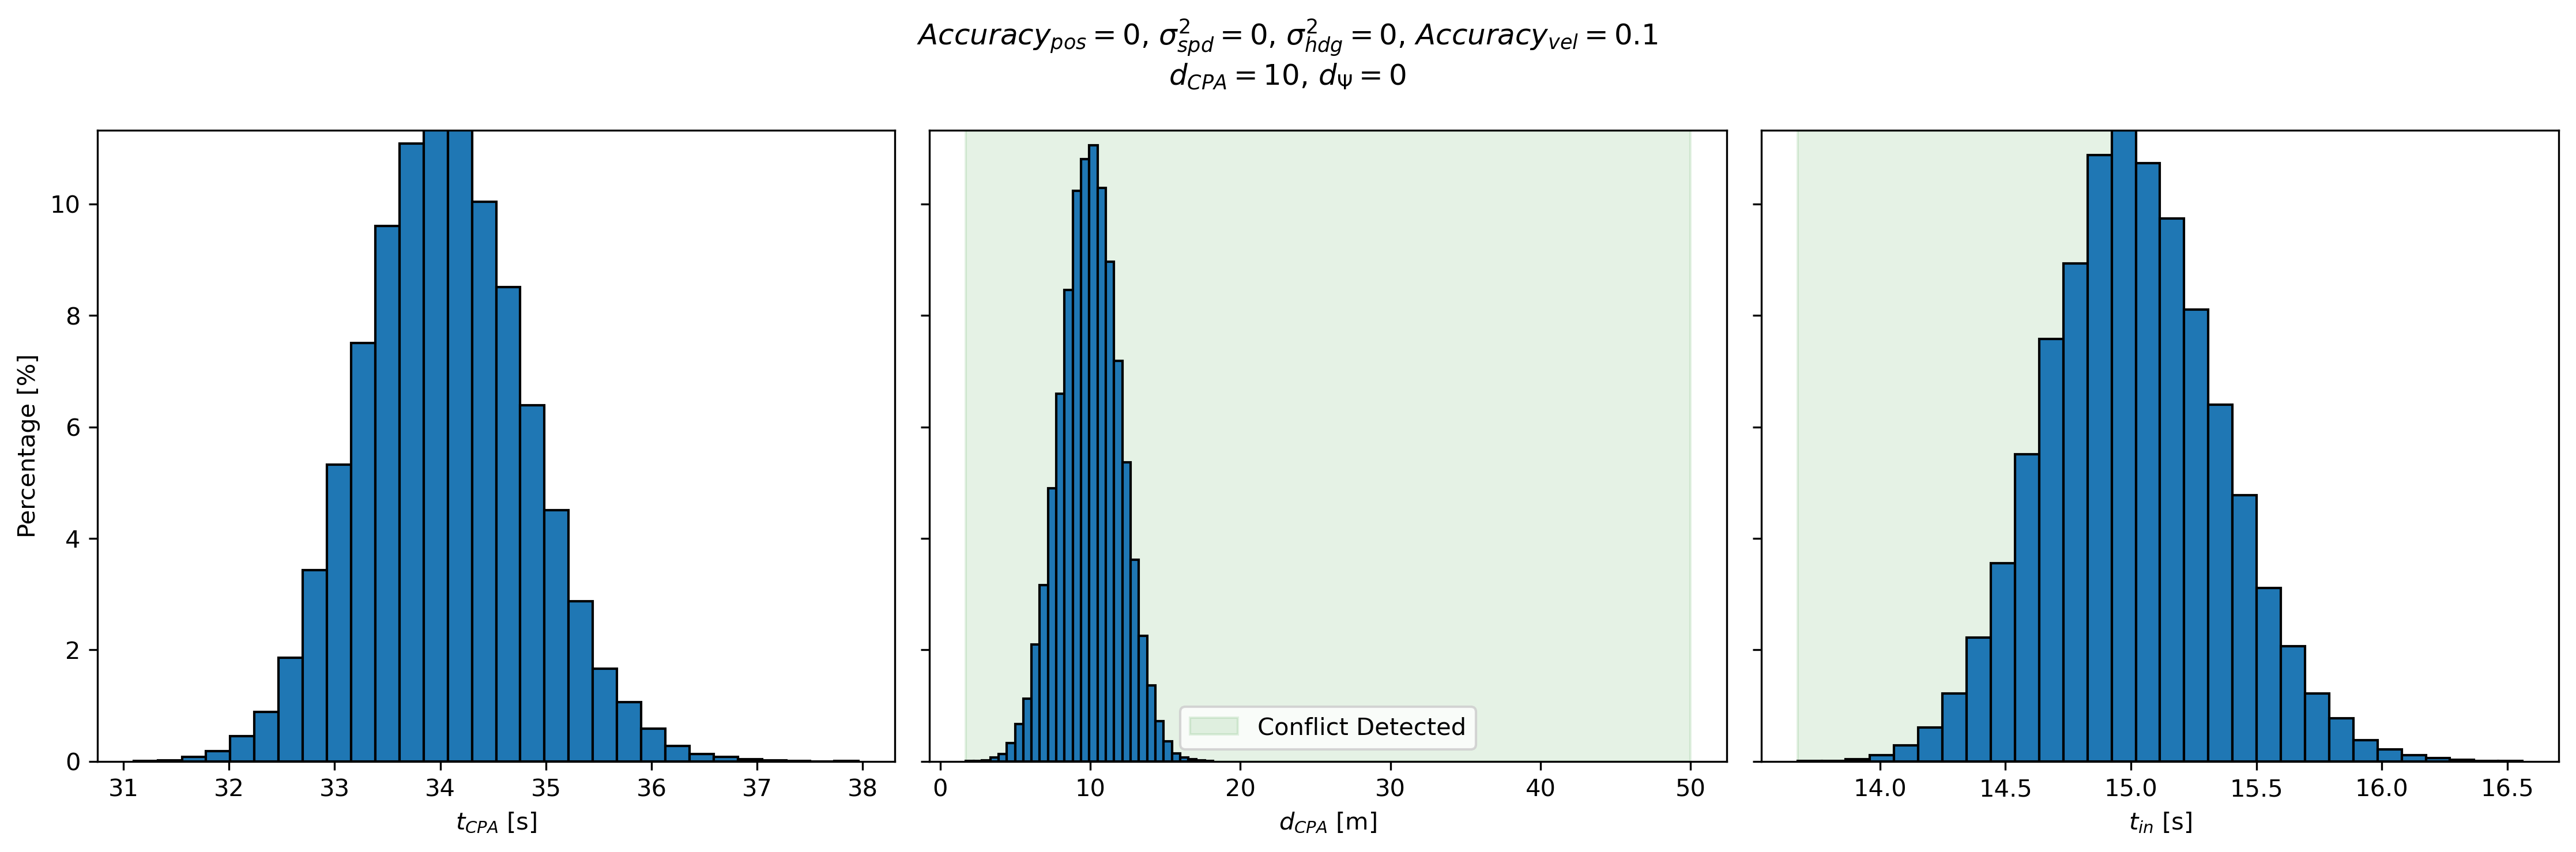 Accuracy_pos = 0, σ²_spd = 0, σ²_hdg = 0, Accuracy_vel = 0.1
d_CPA = 10, d_ψ = 0
Percentage [%]
10
8
6
4
2
0
31 32 33 34 35 36 37 38
t_CPA [s]
Conflict Detected
0 10 20 30 40 50
d_CPA [m]
14.0 14.5 15.0 15.5 16.0 16.5
t_in [s]